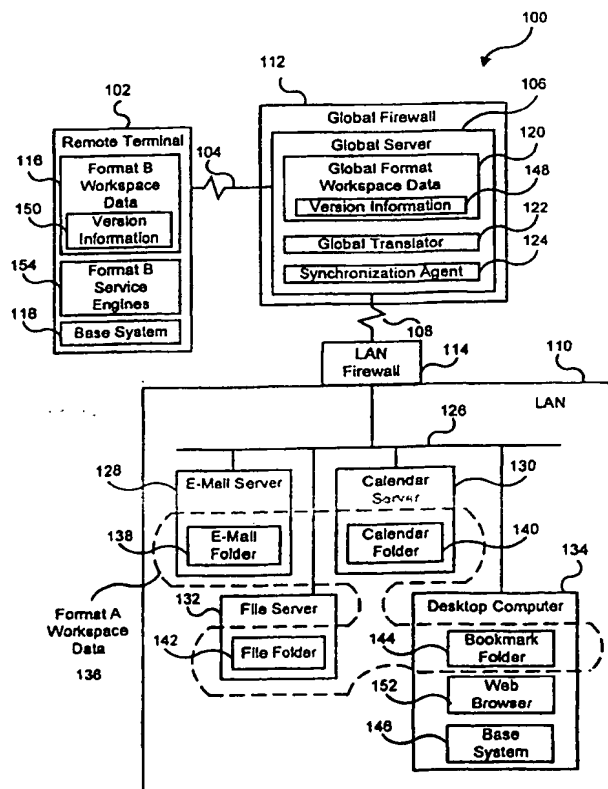 100
112
106
102
Global Firewall
Remote Terminal
Global Server
120
116
104
Format B
Workspace
Data
Global Format
Workspace Data
148
150
Version
Information
Version Information
122
Global Translator
124
154
Format B
Service
Engines
Synchronization Agent
118
Base System
108
LAN
Firewall
114
110
LAN
126
128
E-Mail Server
Calendar
Server
130
138
E-Mail
Folder
Calendar
Folder
140
134
132
File Server
Desktop Computer
Format A
Workspace
Data
136
142
File Folder
144
Bookmark
Folder
152
Web
Browser
146
Base
System